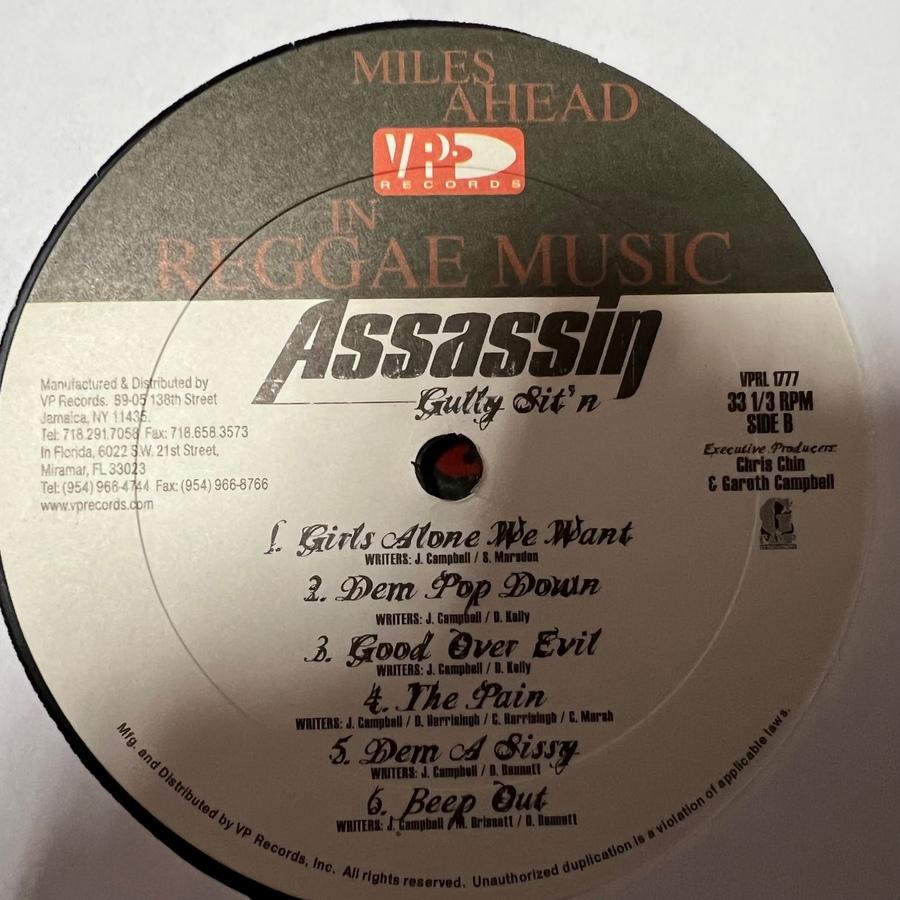 MILES
AHEAD
VP
RECORDS
IN
REGGAE MUSIC
Assassin
Gully Sit'n
Manufactured & Distributed by
VP Records. 89-05 138th Street
Jamaica, NY 11435.
Tel: 718.291.7058 Fax: 718.658.3573
In Florida, 6022 S.W. 21st Street,
Miramar, FL 33023
Tel: (954) 966-4744 Fax: (954) 966-8766
www.vprecords.com
VPRL 1777
33 1/3 RPM
SIDE B
Executive Producers:
Chris Chin
& Gareth Campbell
1. Girls Alone We Want
WRITERS: J. Campbell / S. Marsden
2. Dem Pop Down
WRITERS: J. Campbell / D. Kelly
3. Good Over Evil
WRITERS: J. Campbell / D. Kelly
4. The Pain
WRITERS: J. Campbell / D. Harrisingh / C. Harrisingh / C. Marsh
5. Dem A Sissy
WRITERS: J. Campbell / D. Bennett
6. Beep Out
WRITERS: J. Campbell / M. Brissett / D. Bennett
Mfg. and Distributed by VP Records, Inc. All rights reserved. Unauthorized duplication is a violation of applicable laws.